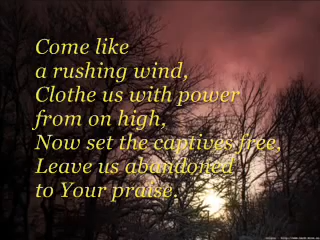 Come like
a rushing wind,
Clothe us with power
from on high,
Now set the captives free.
Leave us abandoned
to Your praise.